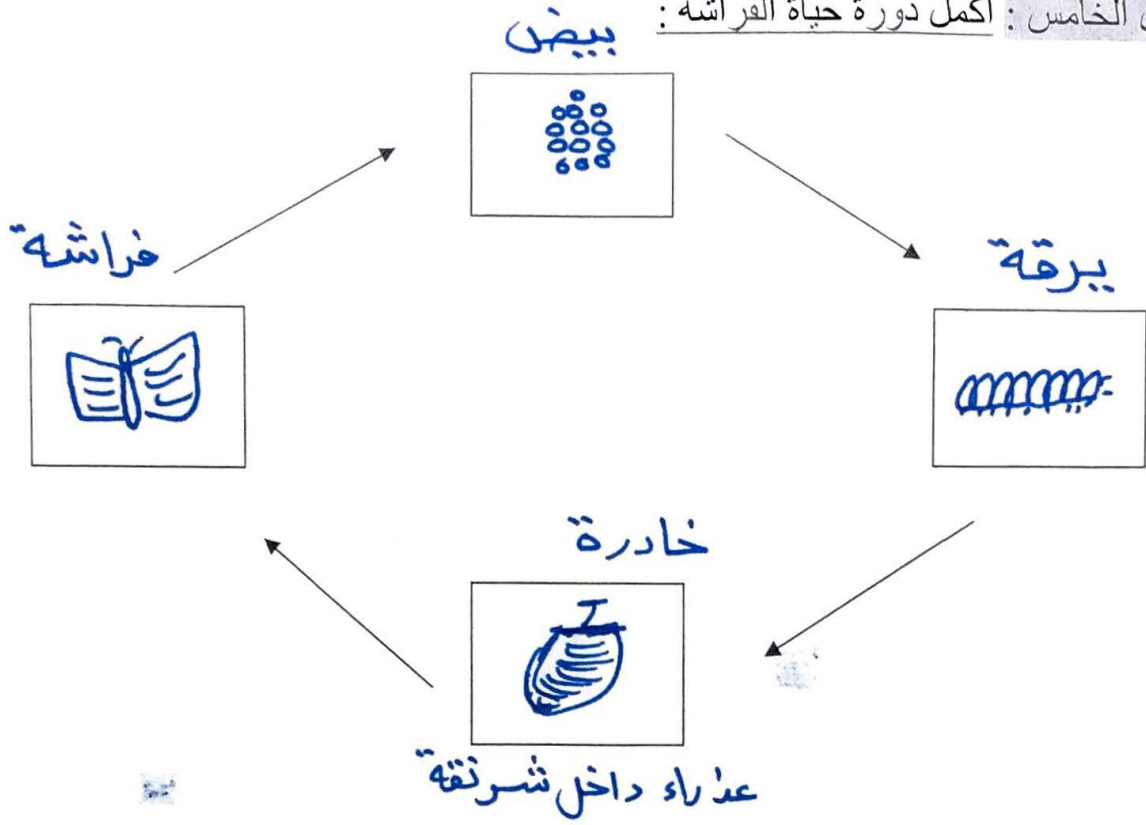 الخامس : أكمل دورة حياة الفراشة :
بيض
يرقة
فراشة
خادرة
عذراء داخل شرنقة